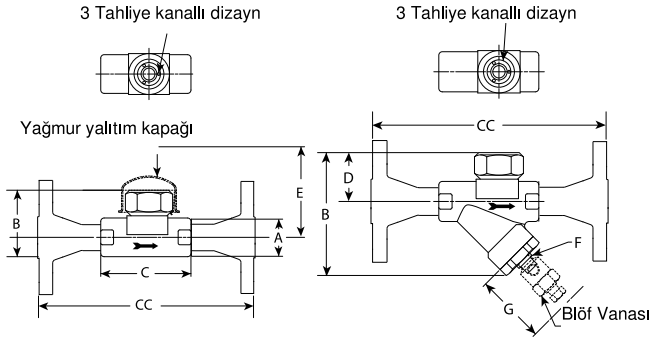 3 Tahliye kanallı dizayn
3 Tahliye kanallı dizayn
Yağmur yalıtım kapağı
CC
E
D
B
B
A
F
C
G
CC
Blöf Vanası